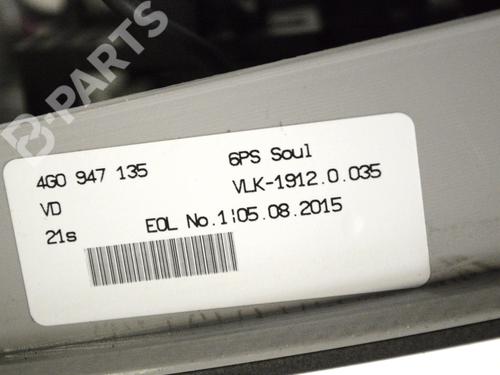 B-PARTS
4G0 947 135
6PS Soul
VD
VLK-1912.0.035
21s
EOL No.1:05.08.2015